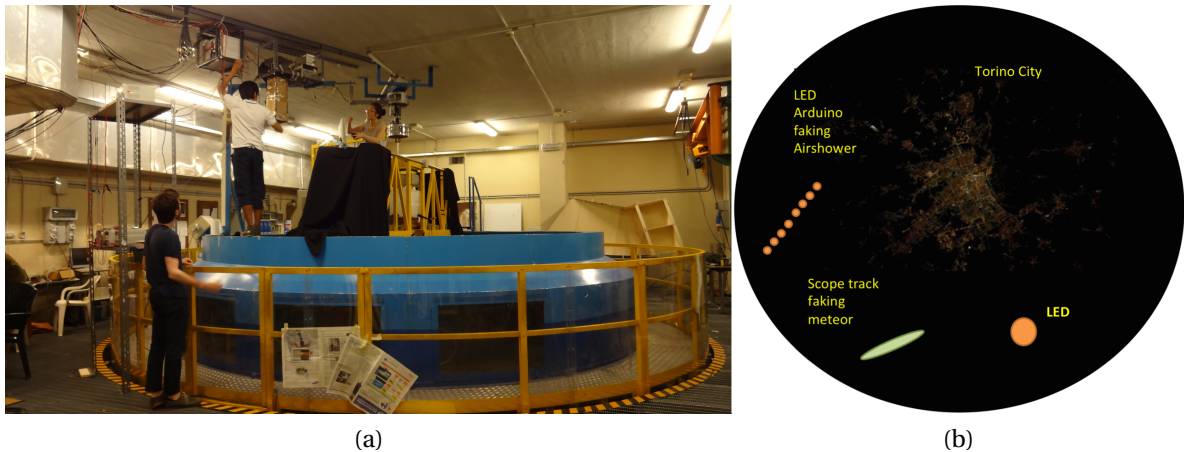 Torino City
LED
Arduino
faking
Airshower
Scope track
faking
meteor
LED
(a)
(b)